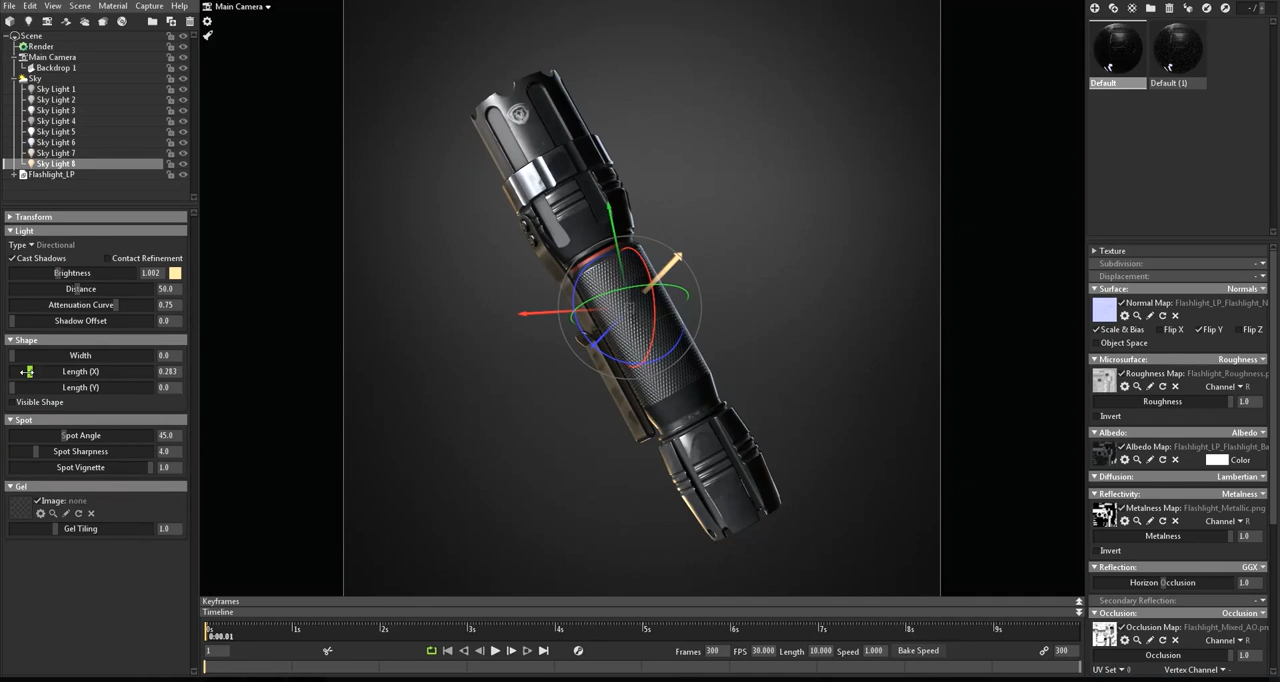 File Edit View Scene Material Capture Help
Scene
Render
Main Camera
Backdrop 1
Sky
Sky Light 1
Sky Light 2
Sky Light 3
Sky Light 4
Sky Light 5
Sky Light 6
Sky Light 7
Sky Light 8
Flashlight_LP
Transform
Light
Type Directional
Cast Shadows Contact Refinement
Brightness 1.002
Distance 50.0
Attenuation Curve 0.75
Shadow Offset 0.0
Shape
Width 0.0
Length (X) 0.283
Length (Y) 0.0
Visible Shape
Spot
Spot Angle 45.0
Spot Sharpness 4.0
Spot Vignette 1.0
Gel
Image: none
Gel Tiling 1.0
Main Camera
Keyframes
Timeline
0s 1s 2s 3s 4s 5s 6s 7s 8s 9s
0:00.01
1 Frames 300 FPS 30.000 Length 10.000 Speed 1.000 Bake Speed 300
- /
Default Default (1)
Texture
Subdivision: -
Displacement: -
Surface: Normals
Normal Map: Flashlight_LP_Flashlight_N
Scale & Bias Flip X Flip Y Flip Z
Object Space
Microsurface: Roughness
Roughness Map: Flashlight_Roughness.p
Channel R
Roughness 1.0
Invert
Albedo: Albedo
Albedo Map: Flashlight_LP_Flashlight_Ba
Color
Diffusion: Lambertian
Reflectivity: Metalness
Metalness Map: Flashlight_Metallic.png
Channel R
Metalness 1.0
Invert
Reflection: GGX
Horizon Occlusion 1.0
Secondary Reflection: -
Occlusion: Occlusion
Occlusion Map: Flashlight_Mixed_AO.pn
Channel R
Occlusion 1.0
UV Set 0 Vertex Channel -